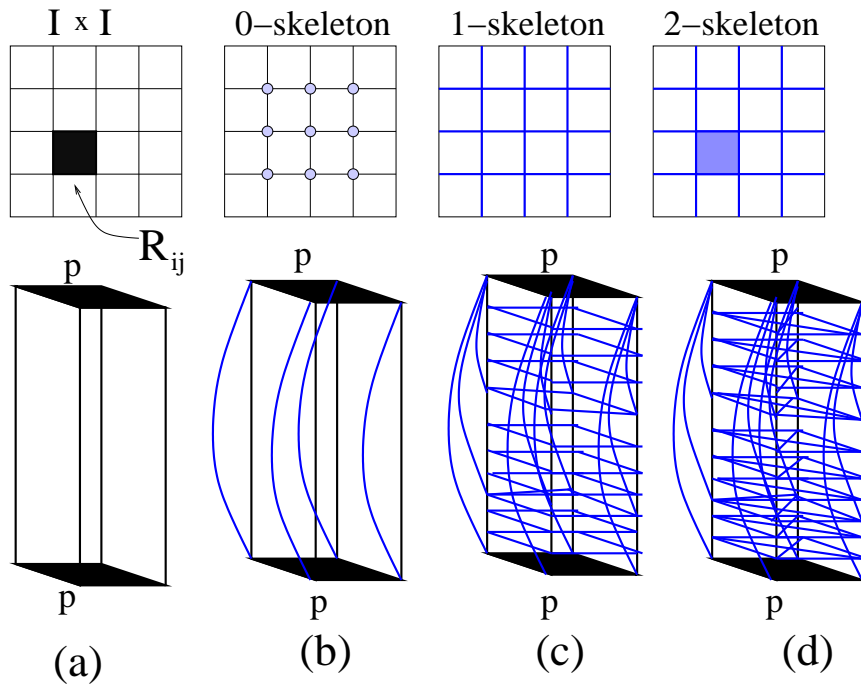 I x I
0-skeleton
1-skeleton
2-skeleton
R ij
p
p
p
p
p
p
p
p
(a)
(b)
(c)
(d)